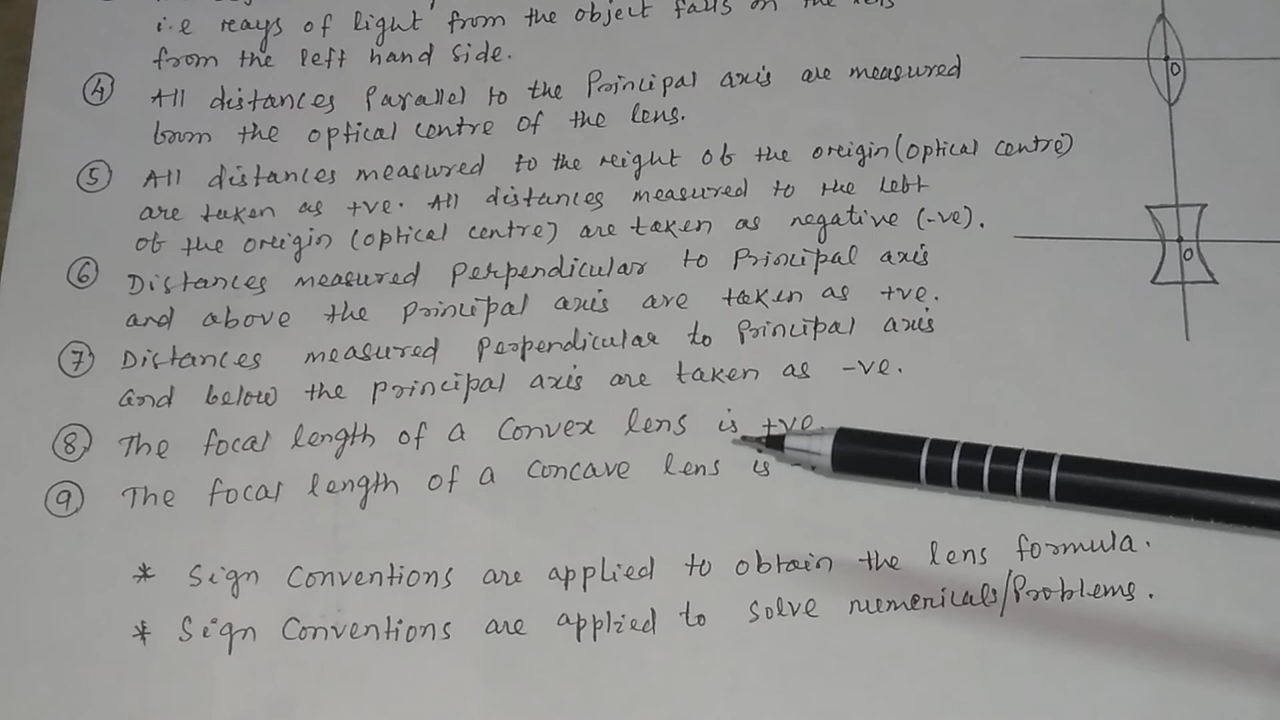 i.e rays of light from the object falls on the lens
from the left hand side.
④ All distances parallel to the Principal axis are measured
from the optical centre of the lens.
⑤ All distances measured to the right of the origin (optical centre)
are taken as +ve. All distances measured to the left
of the origin (optical centre) are taken as negative (-ve).
⑥ Distances measured perpendicular to Principal axis
and above the principal axis are taken as +ve.
⑦ Distances measured perpendicular to principal axis
and below the principal axis are taken as -ve.
⑧ The focal length of a convex lens is +ve.
⑨ The focal length of a concave lens is
* Sign conventions are applied to obtain the lens formula.
* Sign conventions are applied to solve numericals/Problems.
O
O